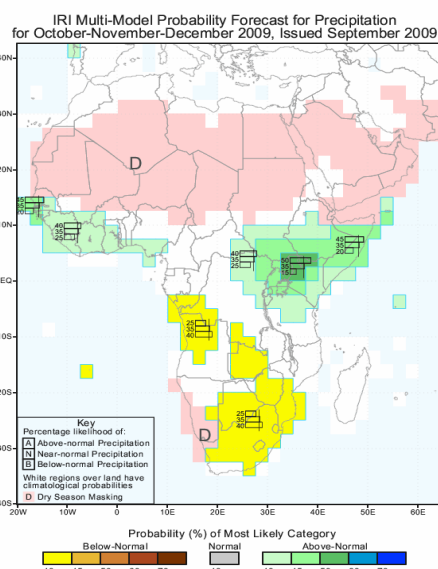 IRI Multi-Model Probability Forecast for Precipitation
for October-November-December 2009, Issued September 2009
40N
D
20N
45
35
20
10N
40
35
25
40
35
25
45
35
20
50
35
15
EQ
25
35
40
10S
20S
25
35
40
D
Key
Percentage likelihood of:
A Above-normal Precipitation
N Near-normal Precipitation
B Below-normal Precipitation
White regions over land have
climatological probabilities
D Dry Season Masking
20W 10W 0 10E 20E 30E 40E 50E 60E
Probability (%) of Most Likely Category
Below-Normal Normal Above-Normal